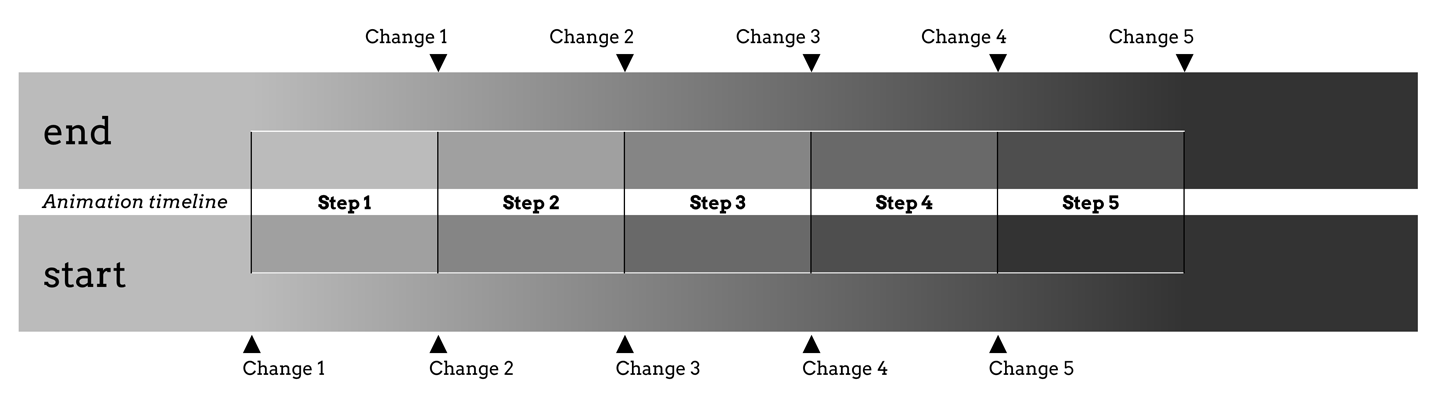 Change 1 Change 2 Change 3 Change 4 Change 5
end
Animation timeline Step 1 Step 2 Step 3 Step 4 Step 5
start
Change 1 Change 2 Change 3 Change 4 Change 5